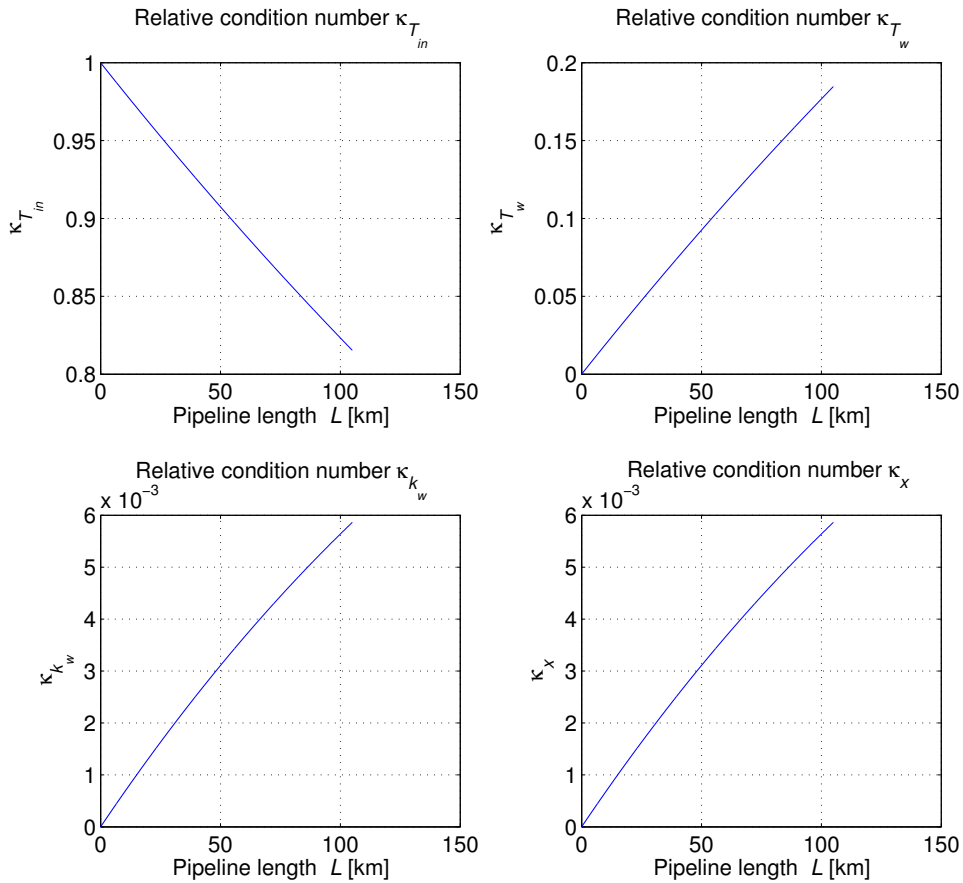 Relative condition number κ_{T_{in}}
1
0.95
0.9
0.85
0.8
κ_{T_{in}}
0 50 100 150
Pipeline length L [km]
Relative condition number κ_{T_w}
0.2
0.15
0.1
0.05
0
κ_{T_w}
0 50 100 150
Pipeline length L [km]
Relative condition number κ_{k_w}
x 10^{−3}
6
5
4
3
2
1
0
κ_{k_w}
0 50 100 150
Pipeline length L [km]
Relative condition number κ_x
x 10^{−3}
6
5
4
3
2
1
0
κ_x
0 50 100 150
Pipeline length L [km]